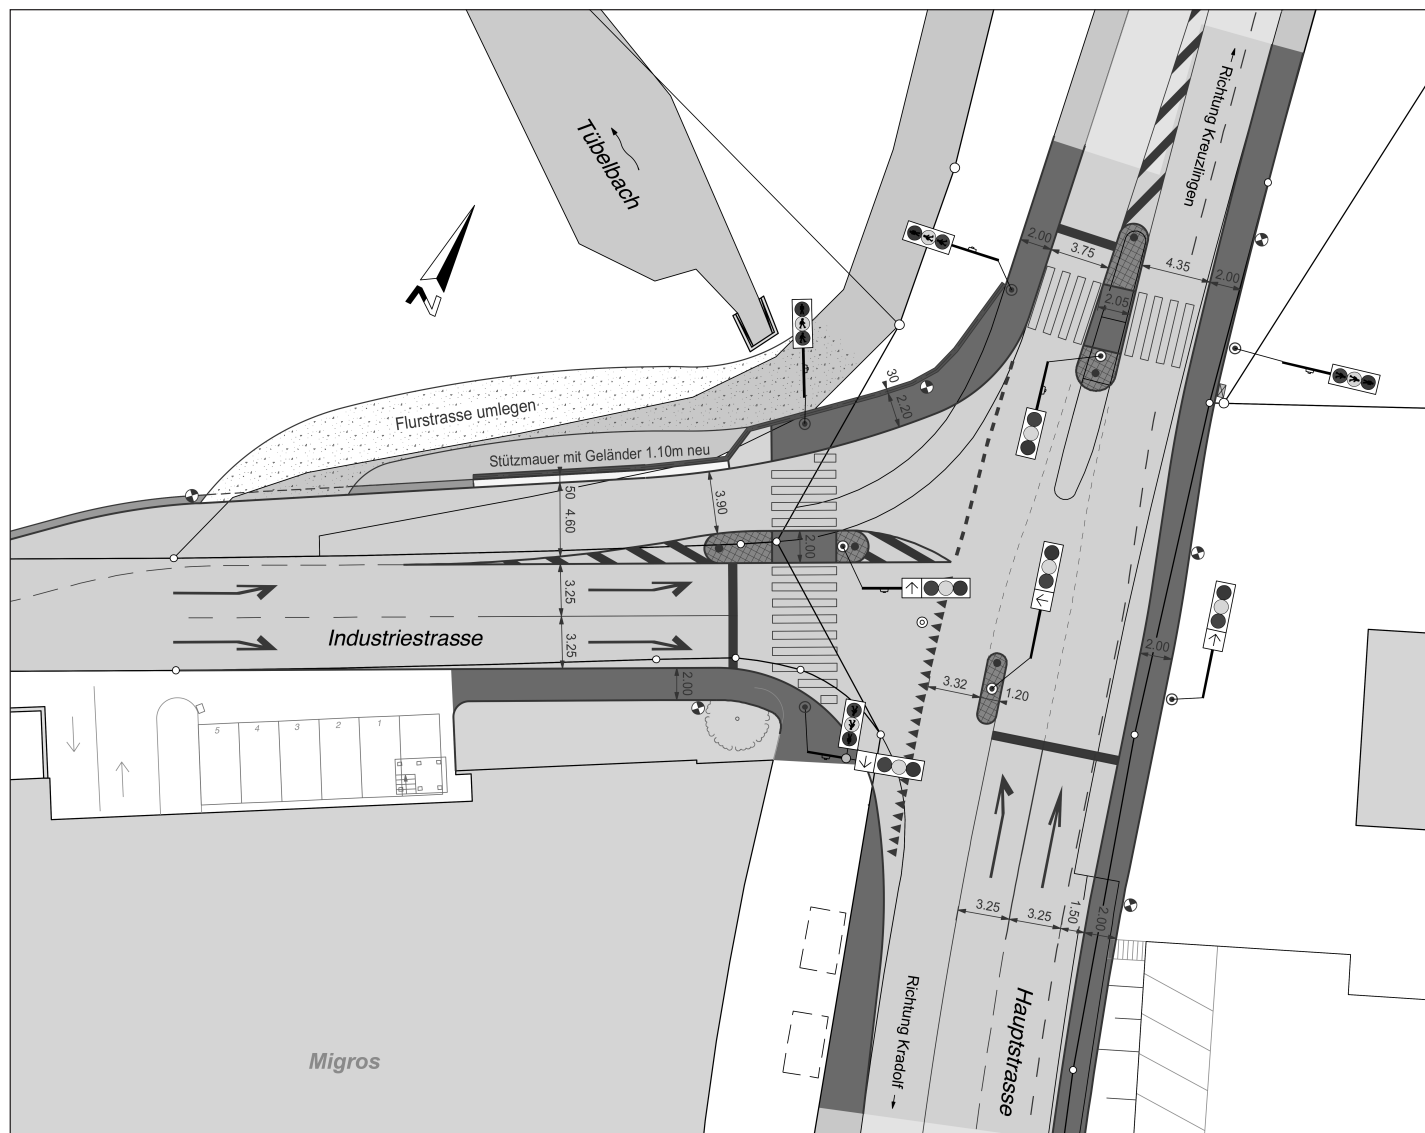 Richtung Kreuzlingen
Tübelbach
2.00
3.75
4.35
2.00
2.05
N
30
2.20
Flurstrasse umlegen
Stützmauer mit Geländer 1.10m neu
50
4.60
3.90
2.00
3.25
Industriestrasse
3.25
2.00
3.32
1.20
2.00
5
4
3
2
1
3.25
3.25
1.50
2.00
Richtung Kradolf
Hauptstrasse
Migros